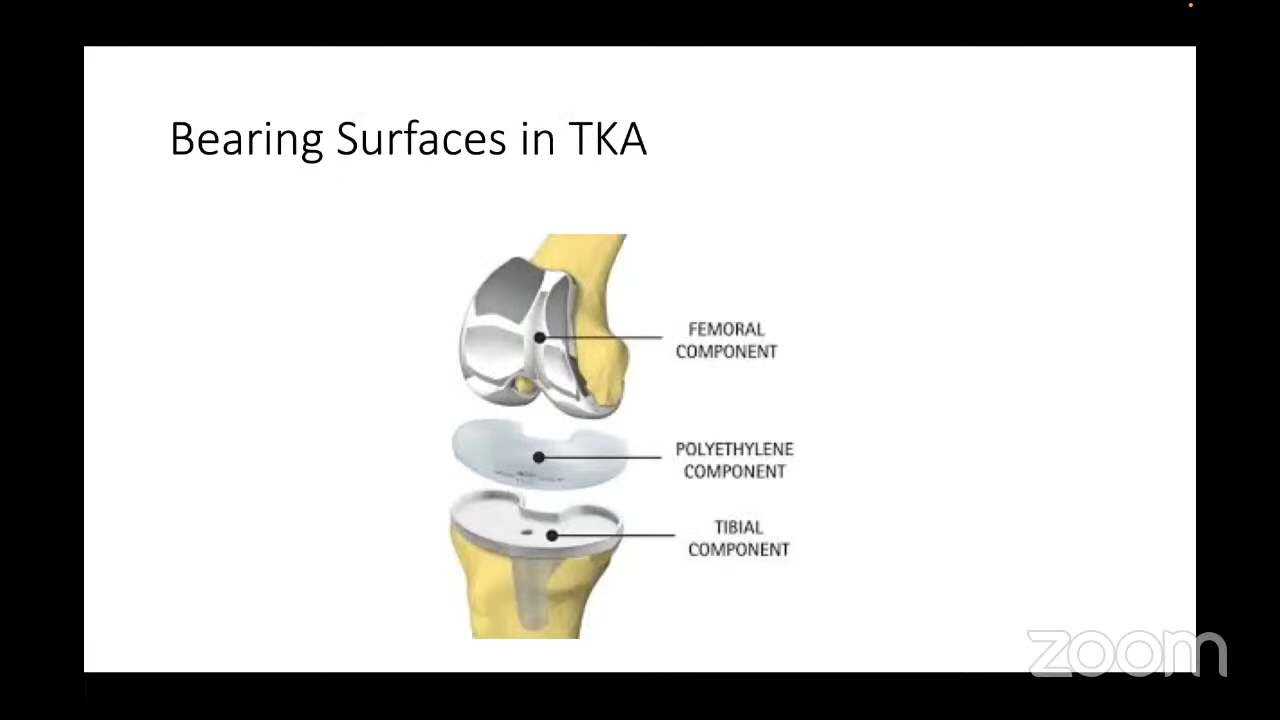 Bearing Surfaces in TKA
FEMORAL
COMPONENT
POLYETHYLENE
COMPONENT
TIBIAL
COMPONENT
zoom